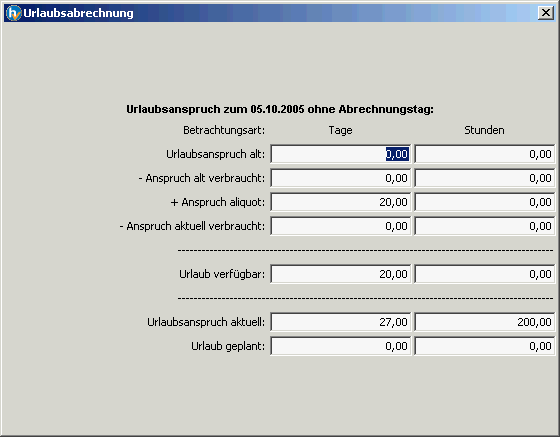 Urlaubsabrechnung
Urlaubsanspruch zum 05.10.2005 ohne Abrechnungstag:
Betrachtungsart: Tage Stunden
Urlaubsanspruch alt: 0,00 0,00
- Anspruch alt verbraucht: 0,00 0,00
+ Anspruch aliquot: 20,00 0,00
- Anspruch aktuell verbraucht: 0,00 0,00
Urlaub verfügbar: 20,00 0,00
Urlaubsanspruch aktuell: 27,00 200,00
Urlaub geplant: 0,00 0,00